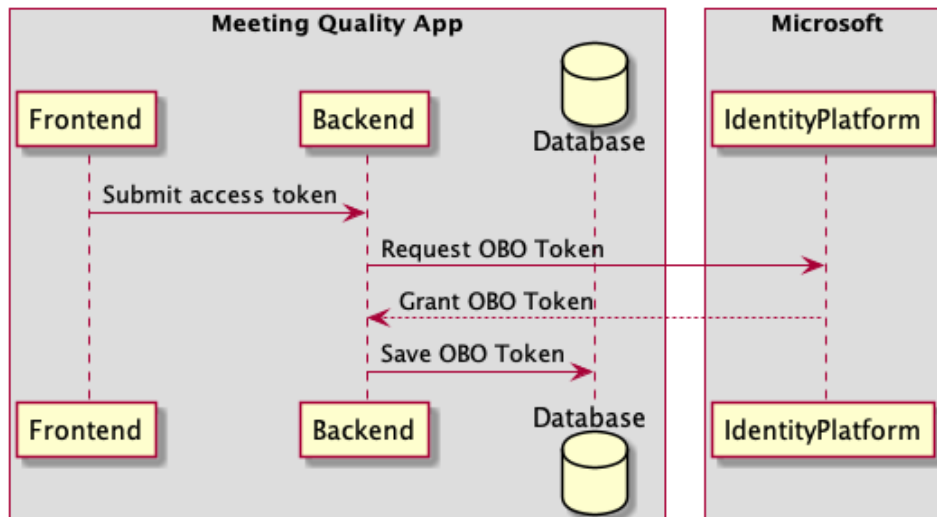 Meeting Quality App
Microsoft
Frontend
Backend
Database
IdentityPlatform
Submit access token
Request OBO Token
Grant OBO Token
Save OBO Token
Frontend
Backend
Database
IdentityPlatform